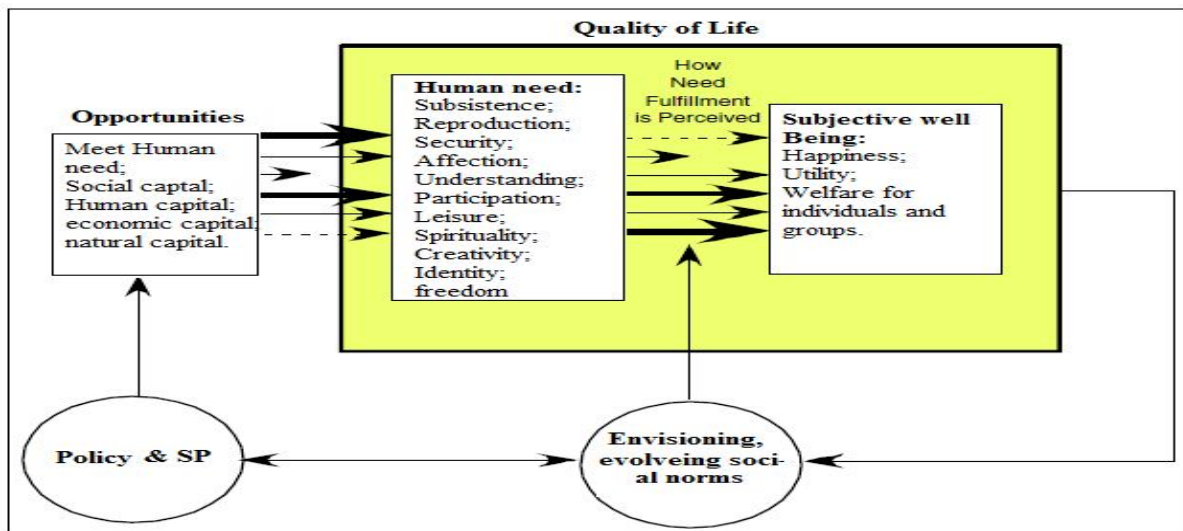 Quality of Life
How
Need
Fulfillment
is Perceived
Opportunities
Meet Human
need;
Social captal;
Human capital;
economic capital;
natural capital.
Human need:
Subsistence;
Reproduction;
Security;
Affection;
Understanding;
Participation;
Leisure;
Spirituality;
Creativity;
Identity;
freedom
Subjective well
Being:
Happiness;
Utility;
Welfare for
individuals and
groups.
Policy & SP
Envisioning,
evolveing soci-
al norms